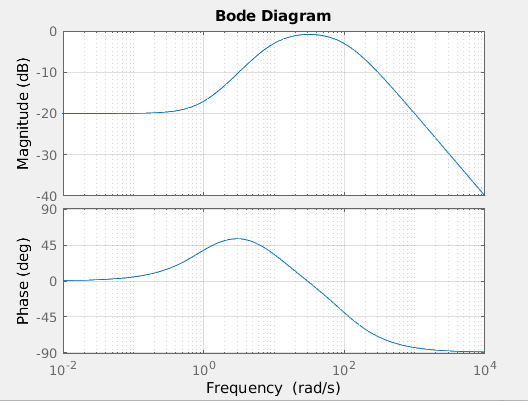 Bode Diagram
Magnitude (dB)
0
-10
-20
-30
-40
Phase (deg)
90
45
0
-45
-90
10^-2 10^0 10^2 10^4
Frequency (rad/s)